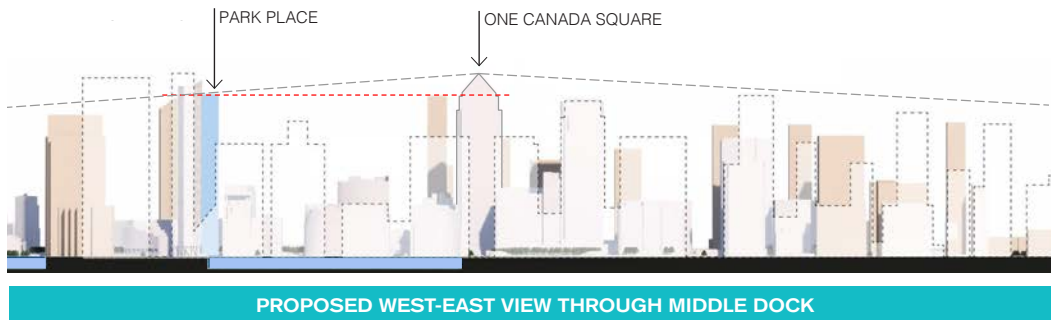 PARK PLACE
ONE CANADA SQUARE
PROPOSED WEST-EAST VIEW THROUGH MIDDLE DOCK